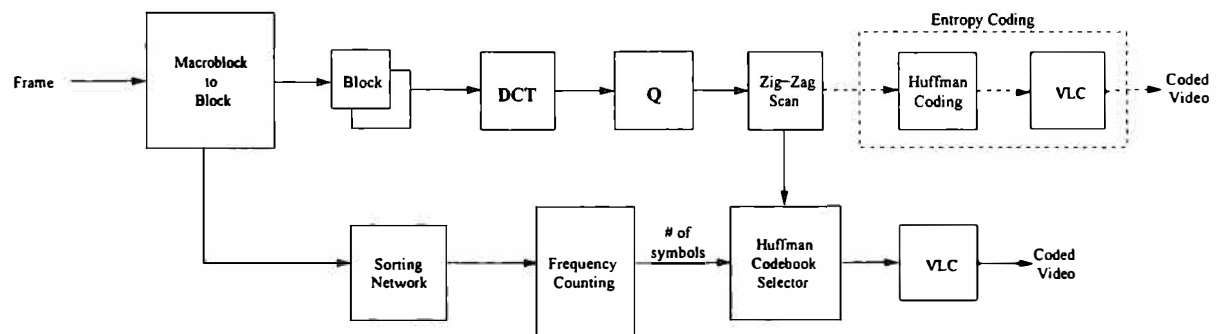 Entropy Coding
Frame
Macroblock
to
Block
Block
DCT
Q
Zig-Zag
Scan
Huffman
Coding
VLC
Coded
Video
Sorting
Network
Frequency
Counting
# of
symbols
Huffman
Codebook
Selector
VLC
Coded
Video